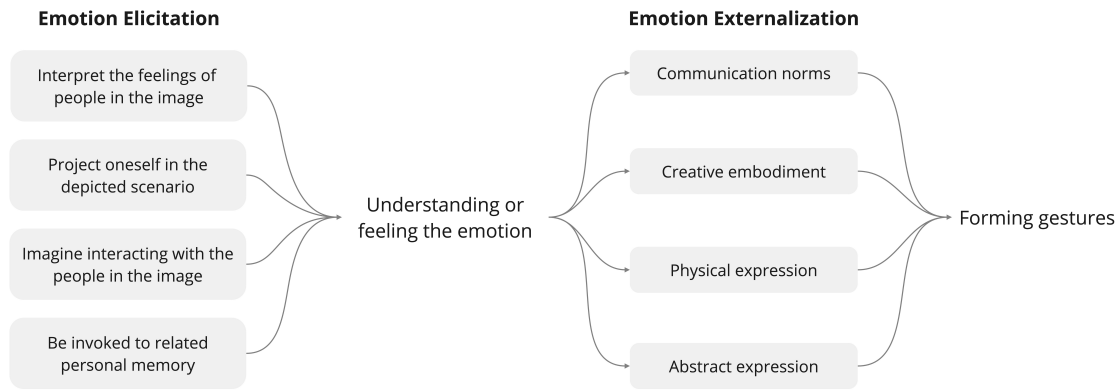 Emotion Elicitation
Interpret the feelings of
people in the image
Project oneself in the
depicted scenario
Imagine interacting with the
people in the image
Be invoked to related
personal memory
Understanding or
feeling the emotion
Emotion Externalization
Communication norms
Creative embodiment
Physical expression
Abstract expression
Forming gestures